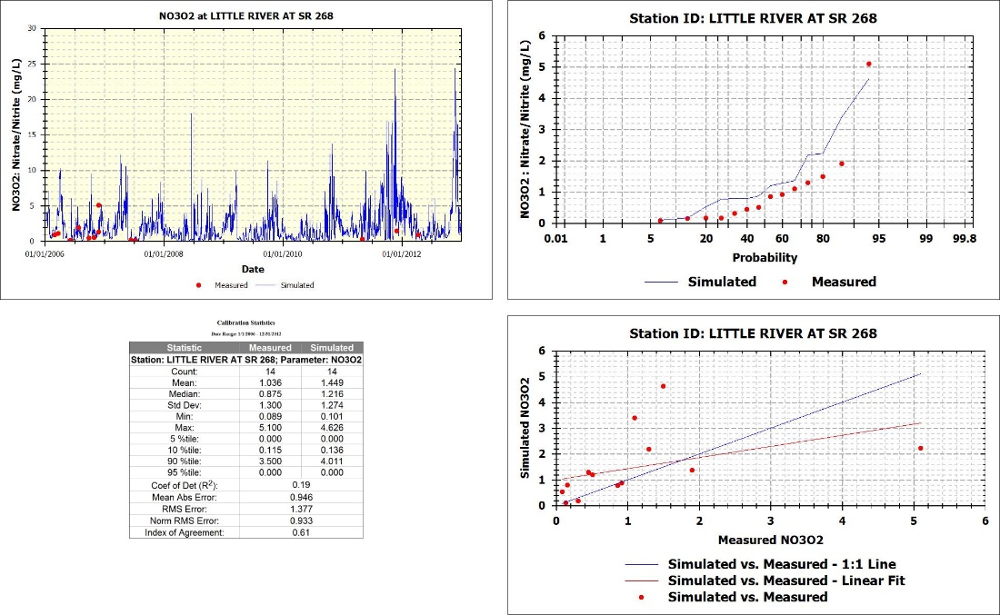 NO3O2 at LITTLE RIVER AT SR 268
NO3O2: Nitrate/Nitrite (mg/L)
30
25
20
15
10
5
0
01/01/2006 01/01/2008 01/01/2010 01/01/2012
Date
Measured Simulated
Station ID: LITTLE RIVER AT SR 268
NO3O2 : Nitrate/Nitrite (mg/L)
6
5
4
3
2
1
0
0.01 1 5 20 40 60 80 95 99 99.8
Probability
Simulated Measured
Calibration Statistics
Date Range: 1/1/2006 - 12/31/2012
Statistic Measured Simulated
Station: LITTLE RIVER AT SR 268; Parameter: NO3O2
Count: 14 14
Mean: 1.036 1.449
Median: 0.875 1.216
Std Dev: 1.300 1.274
Min: 0.089 0.101
Max: 5.100 4.626
5 %tile: 0.000 0.000
10 %tile: 0.115 0.136
90 %tile: 3.500 4.011
95 %tile: 0.000 0.000
Coef of Det (R²): 0.19
Mean Abs Error: 0.946
RMS Error: 1.377
Norm RMS Error: 0.933
Index of Agreement: 0.61
Station ID: LITTLE RIVER AT SR 268
Simulated NO3O2
6
5
4
3
2
1
0
0 1 2 3 4 5 6
Measured NO3O2
Simulated vs. Measured - 1:1 Line
Simulated vs. Measured - Linear Fit
Simulated vs. Measured